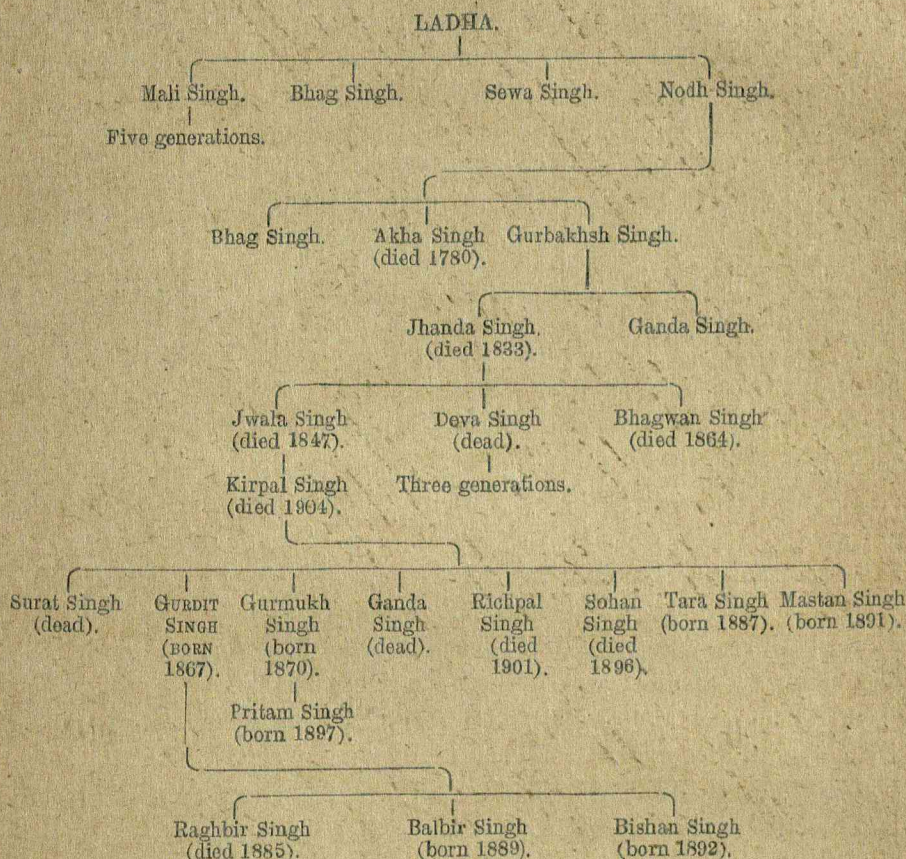 LADHA.
Mali Singh. Bhag Singh. Sewa Singh. Nodh Singh.
Five generations.
Bhag Singh. Akha Singh Gurbakhsh Singh.
(died 1780).
Jhanda Singh. Ganda Singh.
(died 1833).
Jwala Singh Deva Singh Bhagwan Singh
(died 1847). (dead). (died 1864).
Kirpal Singh Three generations.
(died 1904).
Surat Singh GURDIT Gurmukh Ganda Richpal Sohan Tara Singh Mastan Singh
(dead). SINGH Singh Singh Singh Singh (born 1887). (born 1891).
(BORN (born (dead). (died (died
1867). 1870). 1901). 1896).
Pritam Singh
(born 1897).
Raghbir Singh Balbir Singh Bishan Singh
(died 1885). (born 1889). (born 1892).